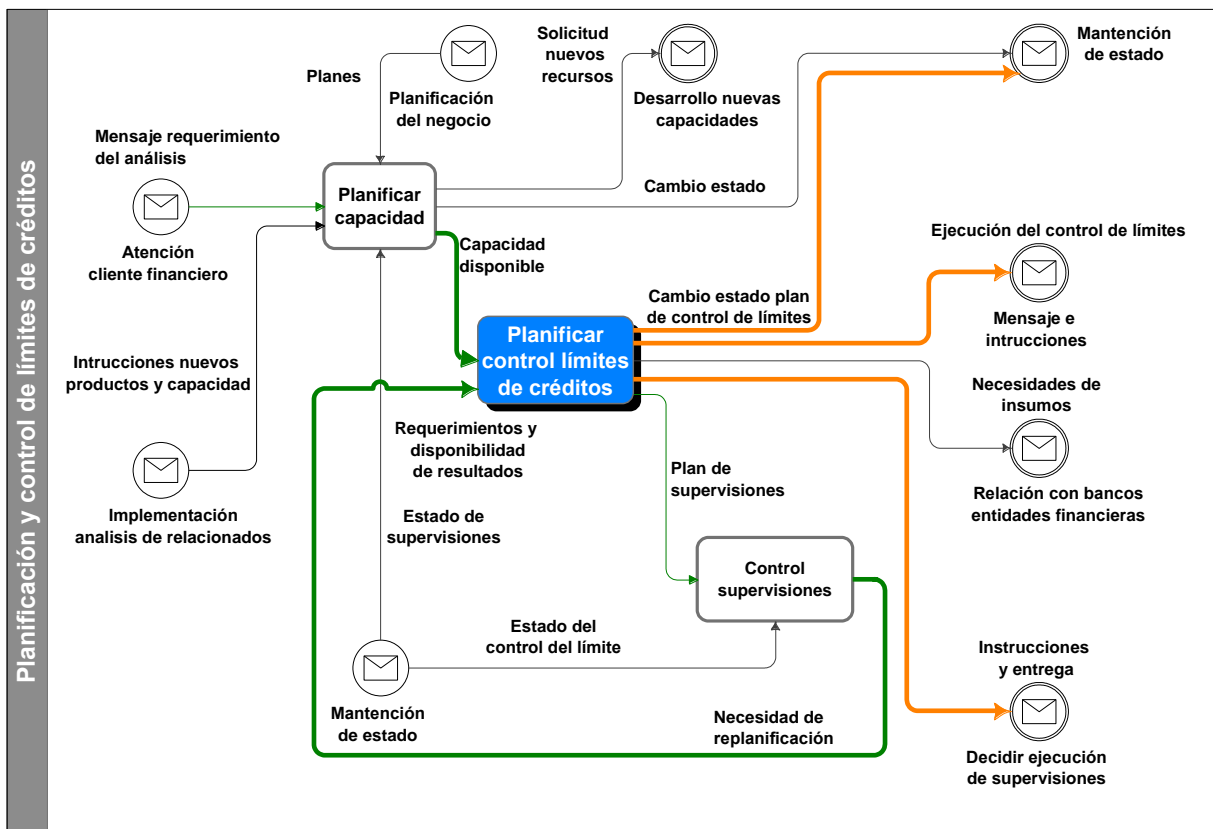 Planificación y control de límites de créditos
Solicitud
nuevos
recursos
Mantención
de estado
Planes
Planificación
del negocio
Desarrollo nuevas
capacidades
Mensaje requerimiento
del análisis
Planificar
capacidad
Cambio estado
Atención
cliente financiero
Capacidad
disponible
Ejecución del control de límites
Cambio estado plan
de control de límites
Mensaje e
intrucciones
Planificar
control límites
de créditos
Intrucciones nuevos
productos y capacidad
Necesidades de
insumos
Requerimientos y
disponibilidad
de resultados
Plan de
supervisiones
Relación con bancos
entidades financieras
Implementación
analisis de relacionados
Estado de
supervisiones
Control
supervisiones
Estado del
control del límite
Instrucciones
y entrega
Mantención
de estado
Necesidad de
replanificación
Decidir ejecución
de supervisiones